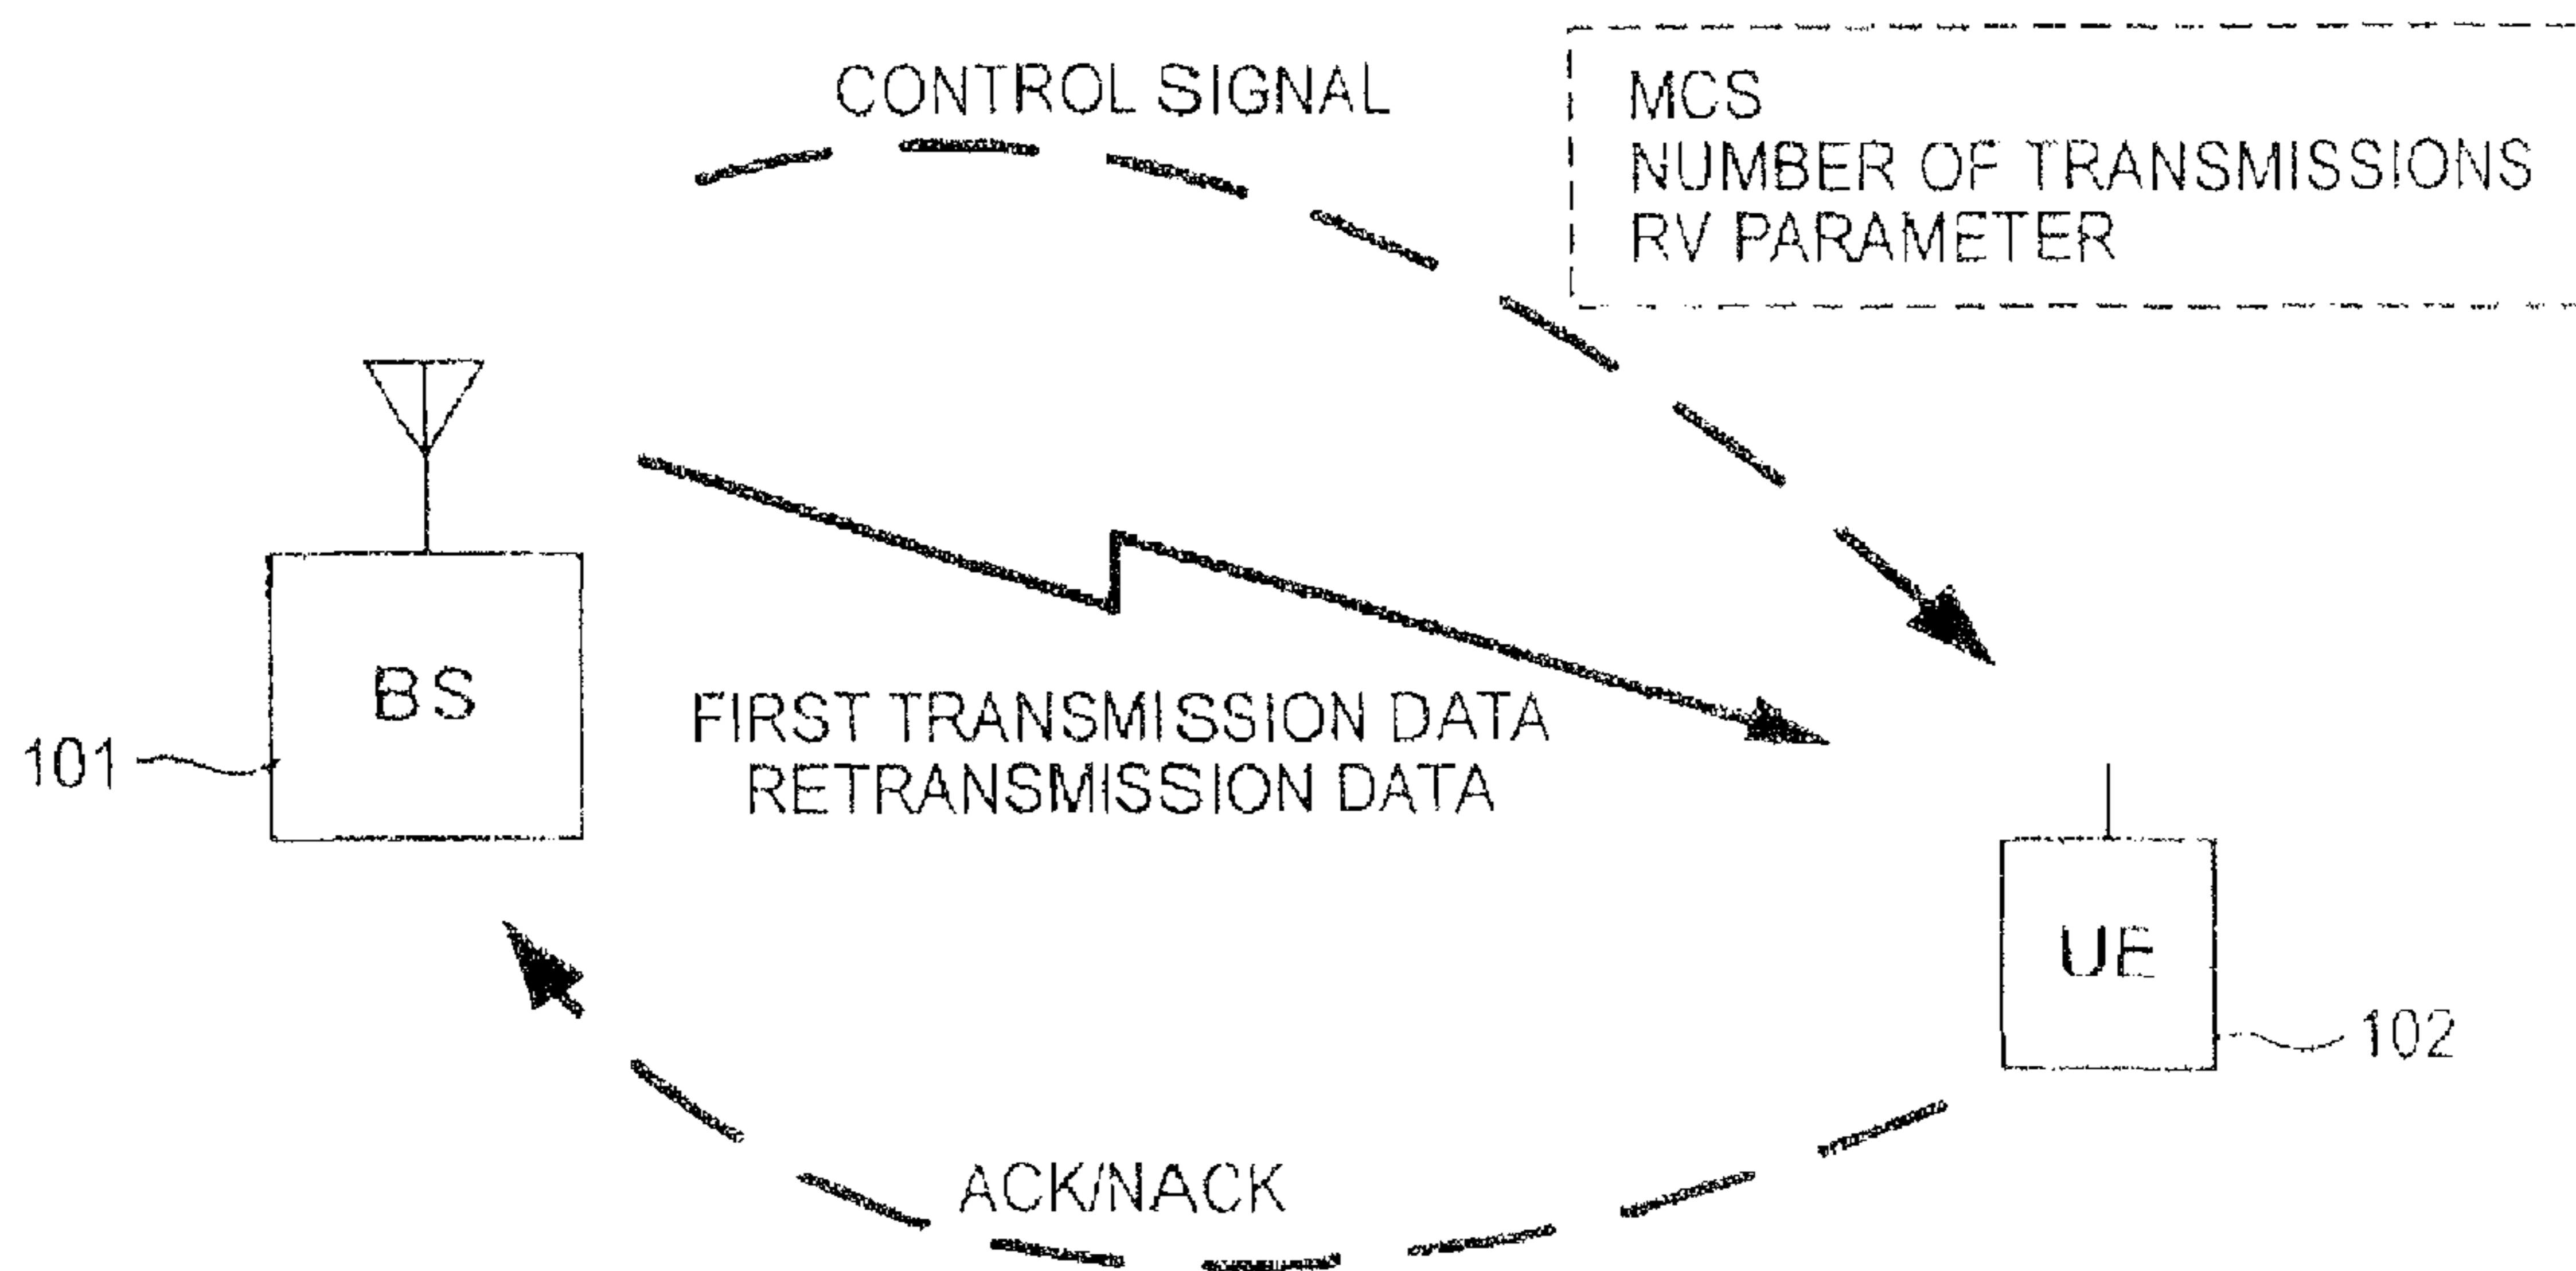 CONTROL SIGNAL
MCS
NUMBER OF TRANSMISSIONS
RV PARAMETER
BS
101
FIRST TRANSMISSION DATA
RETRANSMISSION DATA
UE
102
ACK/NACK